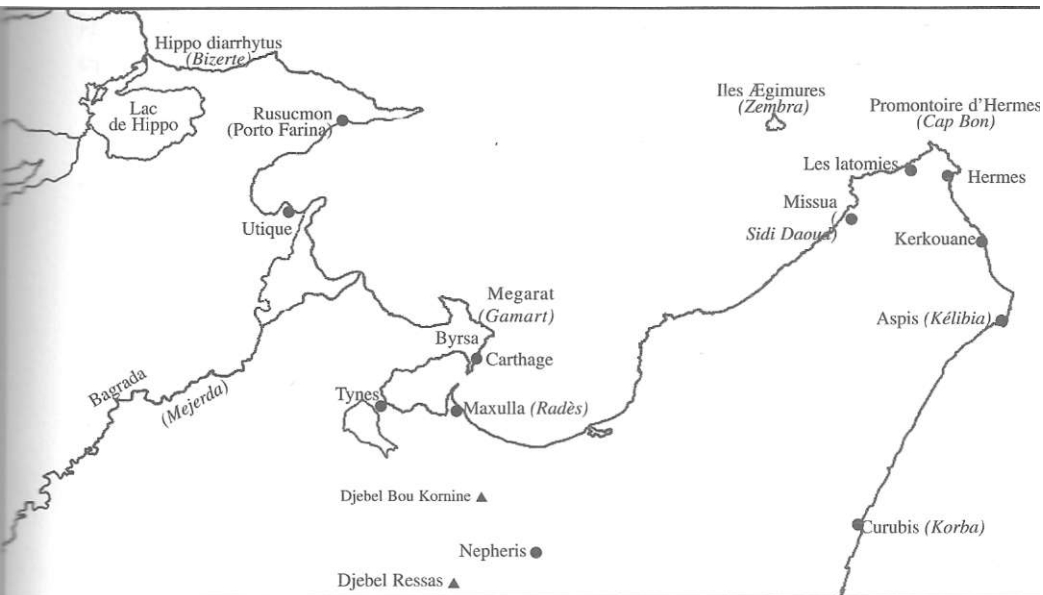 Hippo diarrhytus
(Bizerte)
Lac
de Hippo
Rusucmon
(Porto Farina)
Utique
Iles Ægimures
(Zembra)
Promontoire d'Hermes
(Cap Bon)
Les latomies
Hermes
Missua
(
Sidi Daoud)
Kerkouane
Aspis (Kélibia)
Megarat
(Gamart)
Byrsa
Carthage
Bagrada
(Mejerda)
Tynes
Maxulla (Radès)
Djebel Bou Kornine
Nepheris
Djebel Ressas
Curubis (Korba)